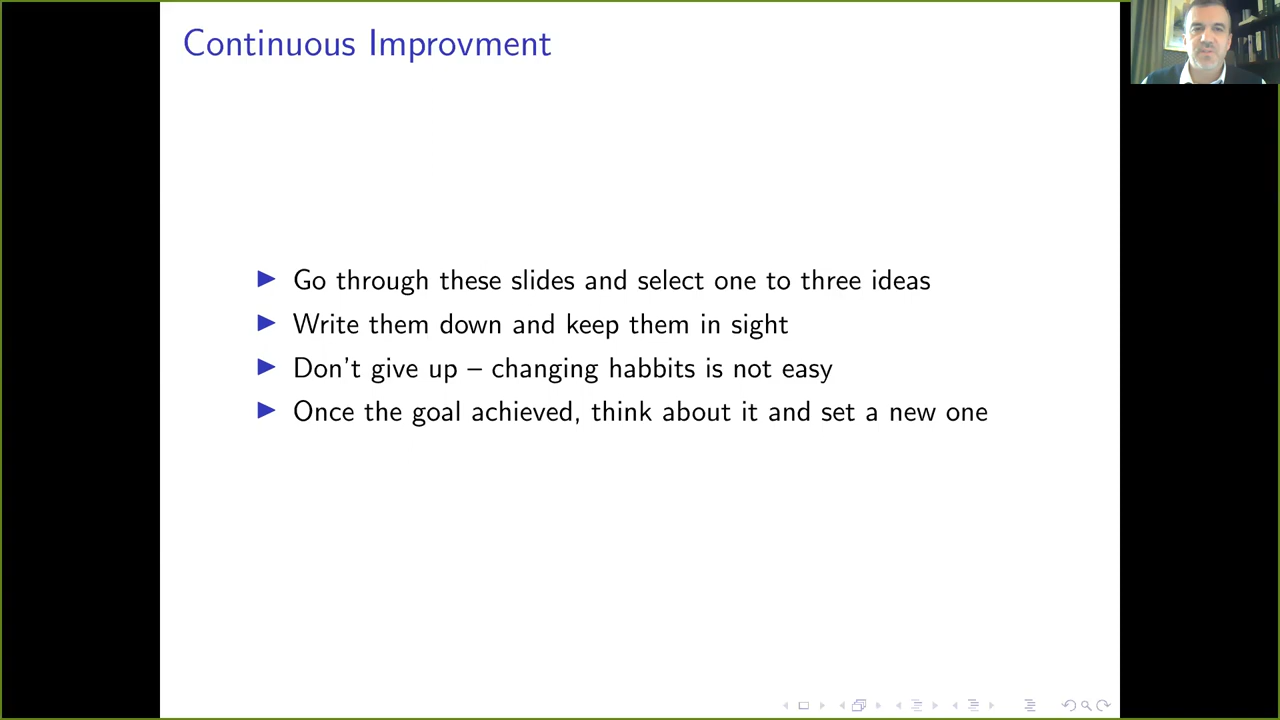 Continuous Improvment
Go through these slides and select one to three ideas
Write them down and keep them in sight
Don't give up – changing habbits is not easy
Once the goal achieved, think about it and set a new one